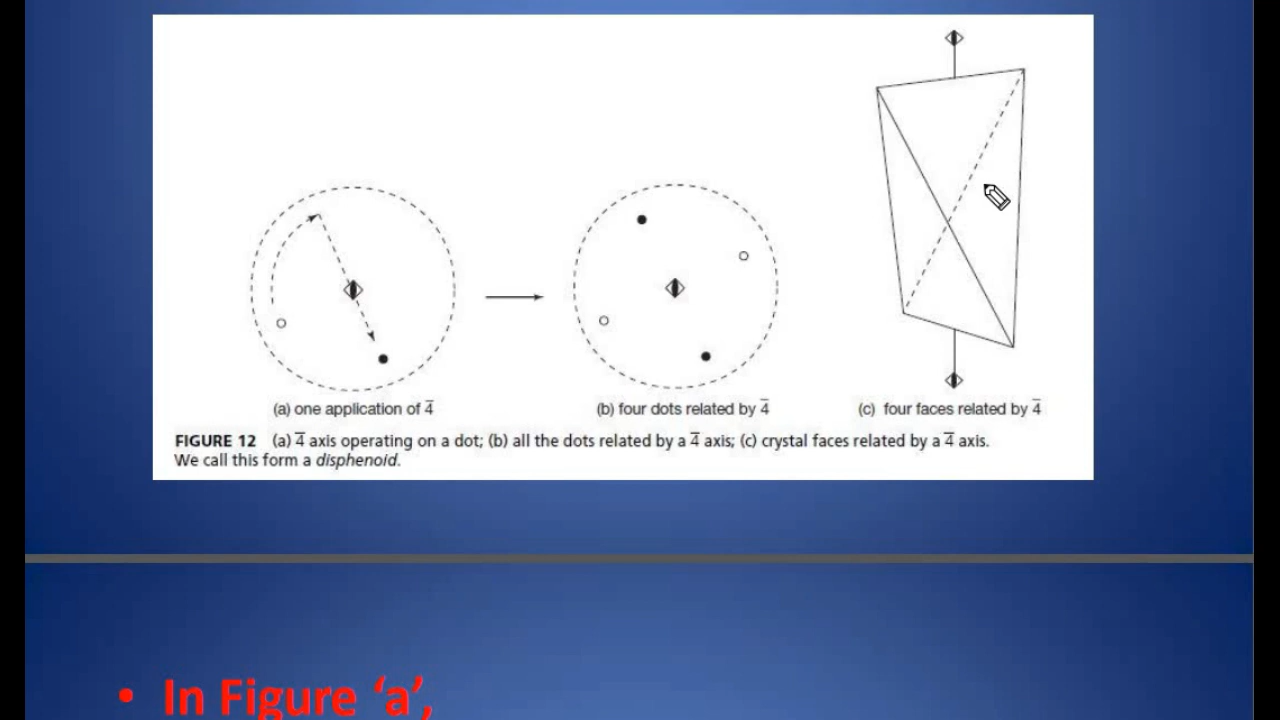 (a) one application of 4̅
(b) four dots related by 4̅
(c) four faces related by 4̅
FIGURE 12 (a) 4̅ axis operating on a dot; (b) all the dots related by a 4̅ axis; (c) crystal faces related by a 4̅ axis.
We call this form a disphenoid.
• In Figure ‘a’,